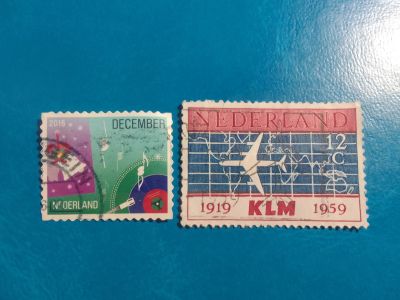 2016
DECEMBER
NEDERLAND
NEDERLAND
12
C
1919 KLM 1959